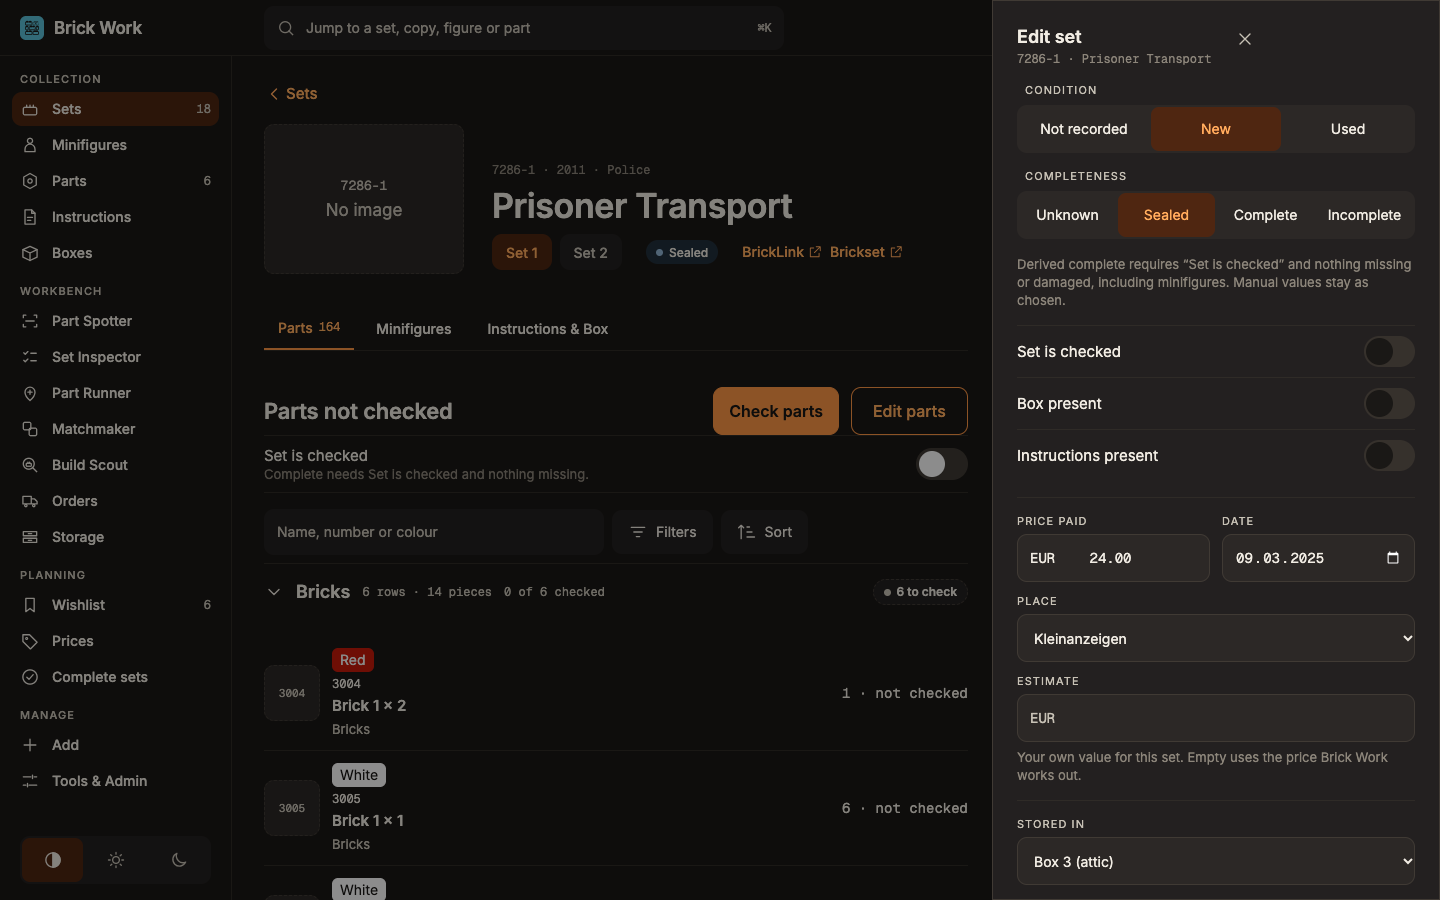 Brick Work
Jump to a set, copy, figure or part
⌘K
COLLECTION
Sets 18
Minifigures
Parts 6
Instructions
Boxes
WORKBENCH
Part Spotter
Set Inspector
Part Runner
Matchmaker
Build Scout
Orders
Storage
PLANNING
Wishlist 6
Prices
Complete sets
MANAGE
Add
Tools & Admin
Sets
7286-1
No image
7286-1 · 2011 · Police
Prisoner Transport
Set 1 Set 2 Sealed BrickLink Brickset
Parts 164 Minifigures Instructions & Box
Parts not checked
Check parts Edit parts
Set is checked
Complete needs Set is checked and nothing missing.
Name, number or colour Filters Sort
Bricks 6 rows · 14 pieces 0 of 6 checked 6 to check
Red
3004
3004
Brick 1 × 2
Bricks
1 · not checked
White
3005
3005
Brick 1 × 1
Bricks
6 · not checked
White
Edit set
7286-1 · Prisoner Transport
CONDITION
Not recorded New Used
COMPLETENESS
Unknown Sealed Complete Incomplete
Derived complete requires “Set is checked” and nothing missing
or damaged, including minifigures. Manual values stay as
chosen.
Set is checked
Box present
Instructions present
PRICE PAID DATE
EUR 24.00 09.03.2025
PLACE
Kleinanzeigen
ESTIMATE
EUR
Your own value for this set. Empty uses the price Brick Work
works out.
STORED IN
Box 3 (attic)